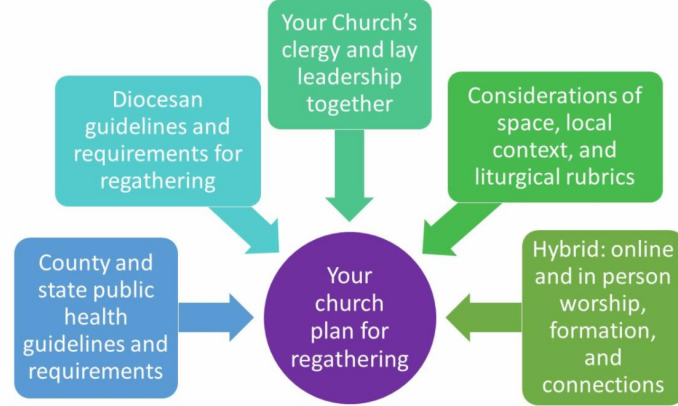 Your Church's
clergy and lay
leadership
together
Diocesan
guidelines and
requirements for
regathering
Considerations of
space, local
context, and
liturgical rubrics
County and
state public
health
guidelines and
requirements
Your
church
plan for
regathering
Hybrid: online
and in person
worship,
formation,
and
connections